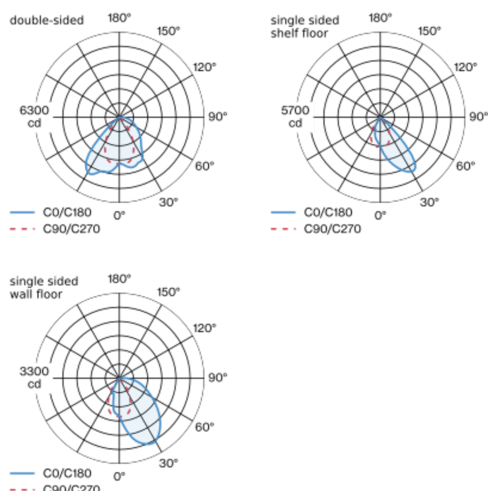 double-sided
180°
150°
120°
6300
cd
90°
60°
30°
0°
C0/C180
C90/C270
single sided
shelf floor
180°
150°
120°
5700
cd
90°
60°
30°
0°
C0/C180
C90/C270
single sided
wall floor
180°
150°
120°
3300
cd
90°
60°
30°
0°
C0/C180
C90/C270